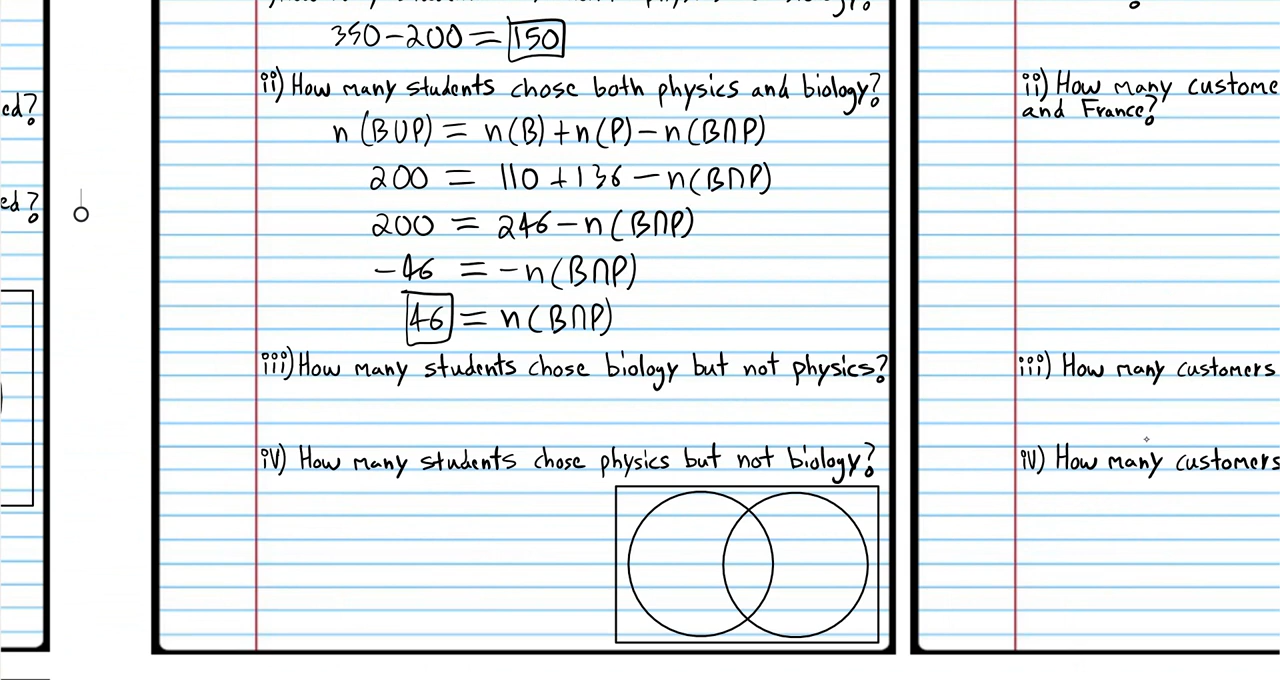 350-200=150
ii) How many students chose both physics and biology?
n(B∪P) = n(B)+n(P)-n(B∩P)
200 = 110+136-n(B∩P)
200 = 246-n(B∩P)
-46 = -n(B∩P)
46 = n(B∩P)
iii) How many students chose biology but not physics?
iv) How many students chose physics but not biology?
ed?
ed?
ii) How many custome
and France?
iii) How many customers
iv) How many customers